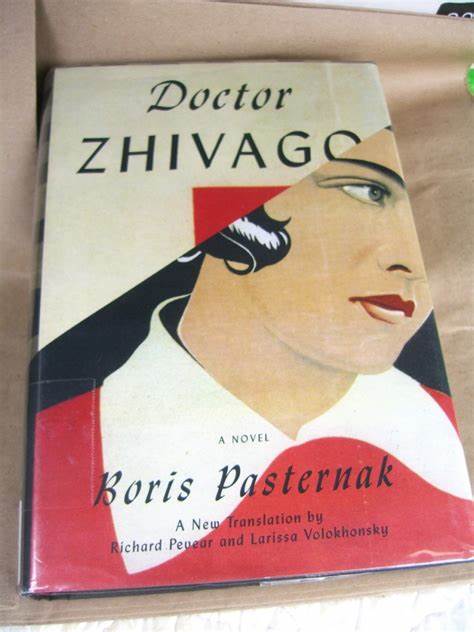 Doctor
ZHIVAGO
A NOVEL
Boris Pasternak
A New Translation by
Richard Pevear and Larissa Volokhonsky